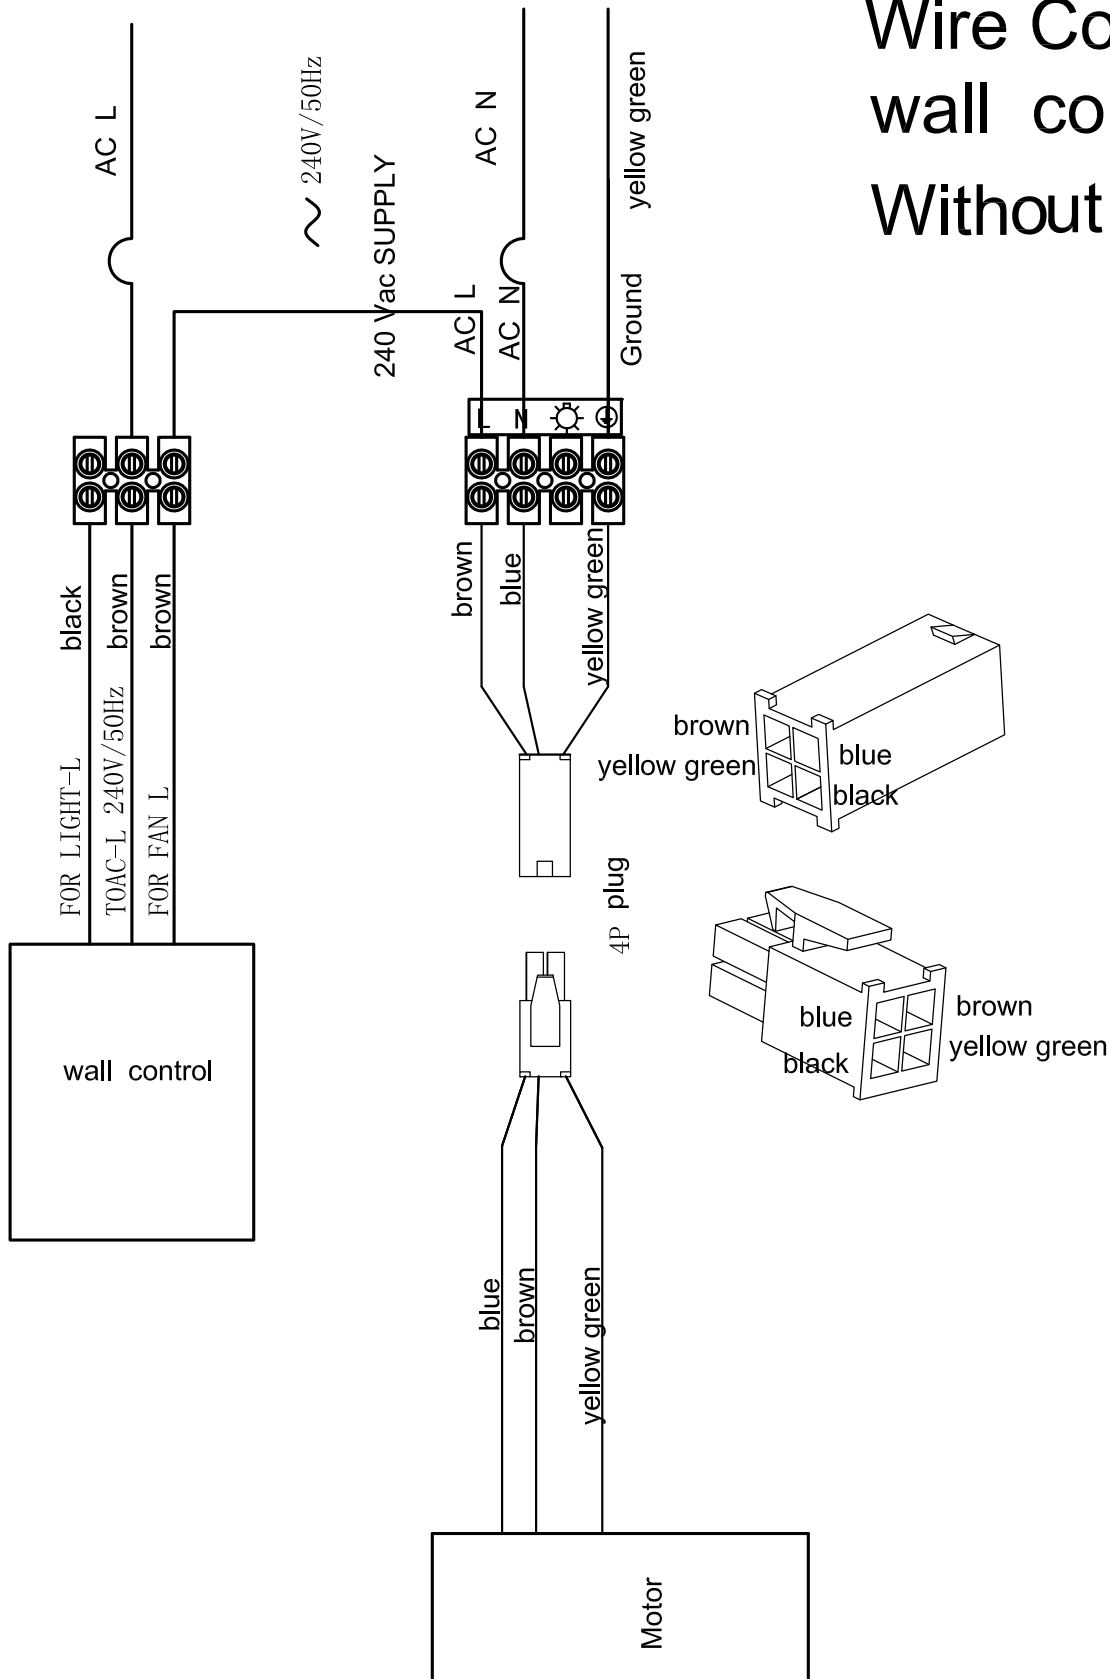 Wire Co
wall co
Without
AC L
~ 240V/50Hz
240 Vac SUPPLY
AC N
yellow green
AC L
AC N
Ground
L N
black
brown
brown
FOR LIGHT-L
TOAC-L 240V/50Hz
FOR FAN L
brown
blue
yellow green
brown
yellow green
blue
black
4P plug
blue
black
brown
yellow green
wall control
blue
brown
yellow green
Motor